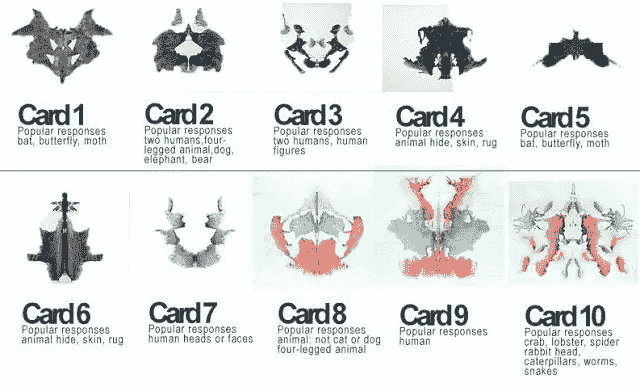 Card 1
Popular responses
bat, butterfly, moth
Card 2
Popular responses
two humans,four-
legged animal,dog,
elephant, bear
Card 3
Popular responses
two humans, human
figures
Card 4
Popular responses
animal hide, skin, rug
Card 5
Popular responses
bat, butterfly, moth
Card 6
Popular responses
animal hide, skin, rug
Card 7
Popular responses
human heads or faces
Card 8
Popular responses
animal: not cat or dog
four-legged animal
Card 9
Popular responses
human
Card 10
Popular responses
crab, lobster, spider
rabbit head,
caterpillars, worms,
snakes